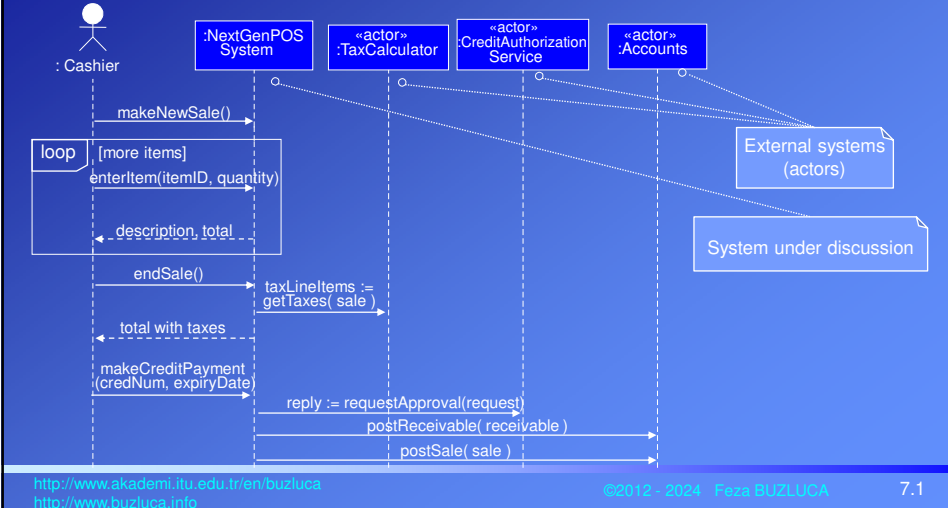 : Cashier
:NextGenPOS
System
«actor»
:TaxCalculator
«actor»
:CreditAuthorization
Service
«actor»
:Accounts
makeNewSale()
loop
[more items]
enterItem(itemID, quantity)
description, total
External systems
(actors)
System under discussion
endSale()
taxLineItems :=
getTaxes( sale )
total with taxes
makeCreditPayment
(credNum, expiryDate)
reply := requestApproval(request)
postReceivable( receivable )
postSale( sale )
http://www.akademi.itu.edu.tr/en/buzluca
http://www.buzluca.info
©2012 - 2024 Feza BUZLUCA
7.1